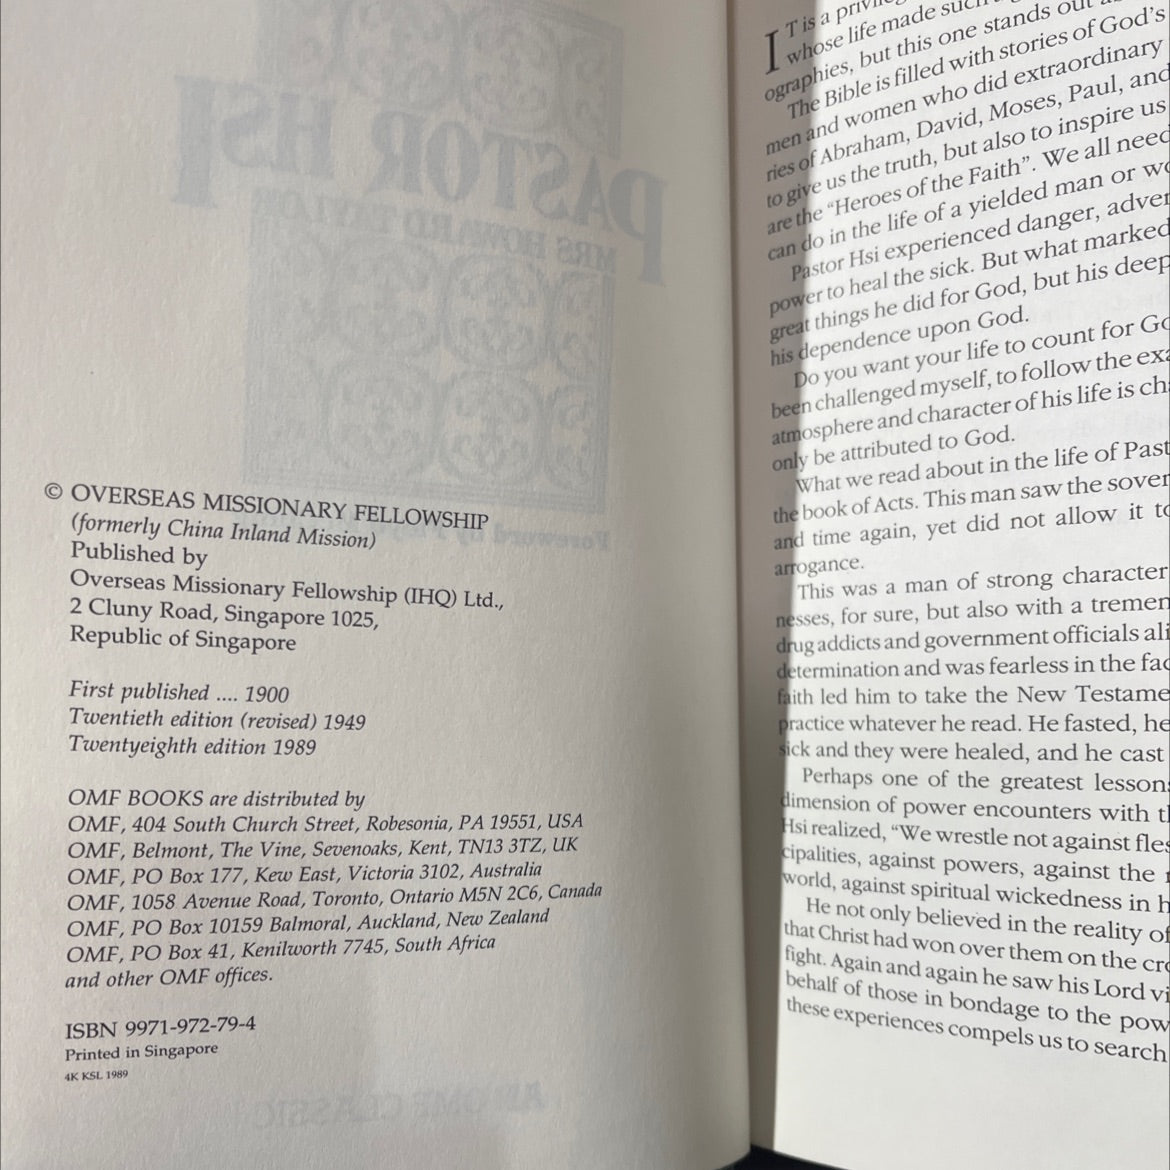 PASTOR HSI
MRS HOWARD TAYLOR
Foreword by
AN OMF CLASSIC
© OVERSEAS MISSIONARY FELLOWSHIP
(formerly China Inland Mission)
Published by
Overseas Missionary Fellowship (IHQ) Ltd.,
2 Cluny Road, Singapore 1025,
Republic of Singapore
First published .... 1900
Twentieth edition (revised) 1949
Twentyeighth edition 1989
OMF BOOKS are distributed by
OMF, 404 South Church Street, Robesonia, PA 19551, USA
OMF, Belmont, The Vine, Sevenoaks, Kent, TN13 3TZ, UK
OMF, PO Box 177, Kew East, Victoria 3102, Australia
OMF, 1058 Avenue Road, Toronto, Ontario M5N 2C6, Canada
OMF, PO Box 10159 Balmoral, Auckland, New Zealand
OMF, PO Box 41, Kenilworth 7745, South Africa
and other OMF offices.
ISBN 9971-972-79-4
Printed in Singapore
4K KSL 1989
IT is a
whose life made such
ographies, but this one stands out
The Bible is filled with stories of God's
men and women who did extraordinary
ries of Abraham, David, Moses, Paul, and
to give us the truth, but also to inspire us
are the "Heroes of the Faith". We all need
can do in the life of a yielded man or
Pastor Hsi experienced danger,
power to heal the sick. But what marked
great things he did for God, but his deep
his dependence upon God.
Do you want your life to count for
been challenged myself, to follow the
atmosphere and character of his life is
only be attributed to God.
What we read about in the life of
the book of Acts. This man saw the
and time again, yet did not allow it
arrogance.
This was a man of strong character
nesses, for sure, but also with a
drug addicts and government officials
determination and was fearless in the
faith led him to take the New
practice whatever he read. He fasted, he
sick and they were healed, and he cast
Perhaps one of the greatest
dimension of power encounters with
Hsi realized, "We wrestle not against
cipalities, against powers, against the
world, against spiritual wickedness in
He not only believed in the reality
that Christ had won over them on the
fight. Again and again he saw his Lord
behalf of those in bondage to the
these experiences compels us to search